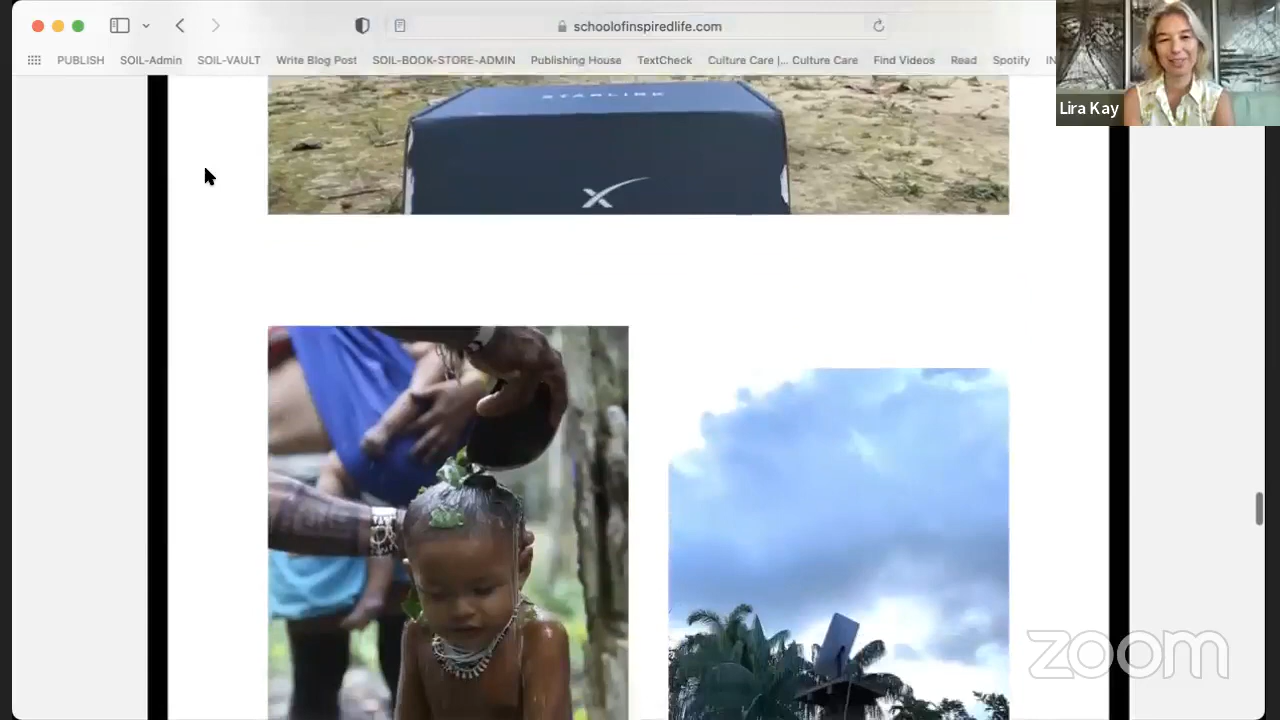 schoolofinspiredlife.com
PUBLISH SOIL-Admin SOIL-VAULT Write Blog Post SOIL-BOOK-STORE-ADMIN Publishing House TextCheck Culture Care |... Culture Care Find Videos Read Spotify IN
Lira Kay
STARLINK
X
zoom